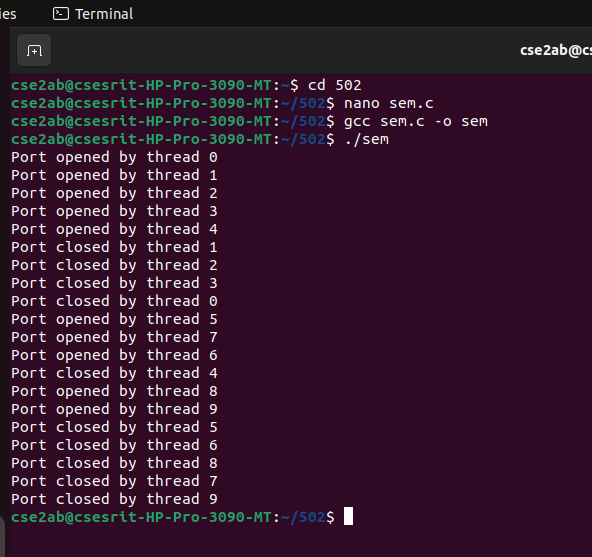 ies
Terminal
cse2ab@cs
cse2ab@csesrit-HP-Pro-3090-MT:~$ cd 502
cse2ab@csesrit-HP-Pro-3090-MT:~/502$ nano sem.c
cse2ab@csesrit-HP-Pro-3090-MT:~/502$ gcc sem.c -o sem
cse2ab@csesrit-HP-Pro-3090-MT:~/502$ ./sem
Port opened by thread 0
Port opened by thread 1
Port opened by thread 2
Port opened by thread 3
Port opened by thread 4
Port closed by thread 1
Port closed by thread 2
Port closed by thread 3
Port closed by thread 0
Port opened by thread 5
Port opened by thread 7
Port opened by thread 6
Port closed by thread 4
Port opened by thread 8
Port opened by thread 9
Port closed by thread 5
Port closed by thread 6
Port closed by thread 8
Port closed by thread 7
Port closed by thread 9
cse2ab@csesrit-HP-Pro-3090-MT:~/502$